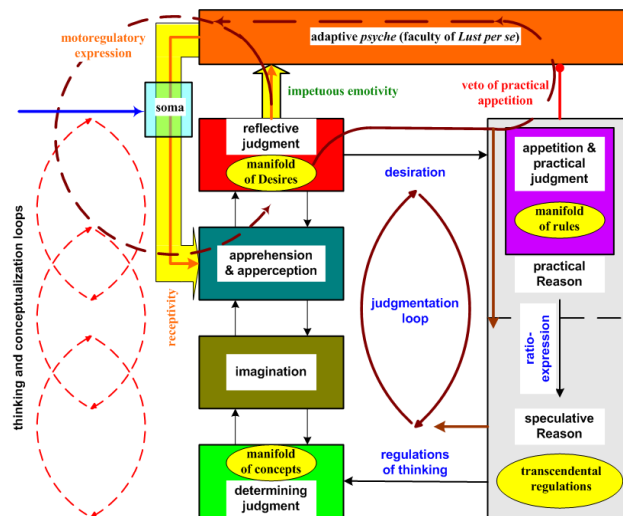 motoregulatory
expression
adaptive psyche (faculty of Lust per se)
soma
impetuous emotivity
veto of practical
appetition
reflective
judgment
manifold
of Desires
desiration
appetition &
practical
judgment
manifold
of rules
practical
Reason
apprehension
& apperception
receptivity
judgmentation
loop
ratio-
expression
imagination
thinking and conceptualization loops
speculative
Reason
manifold
of concepts
determining
judgment
regulations
of thinking
transcendental
regulations